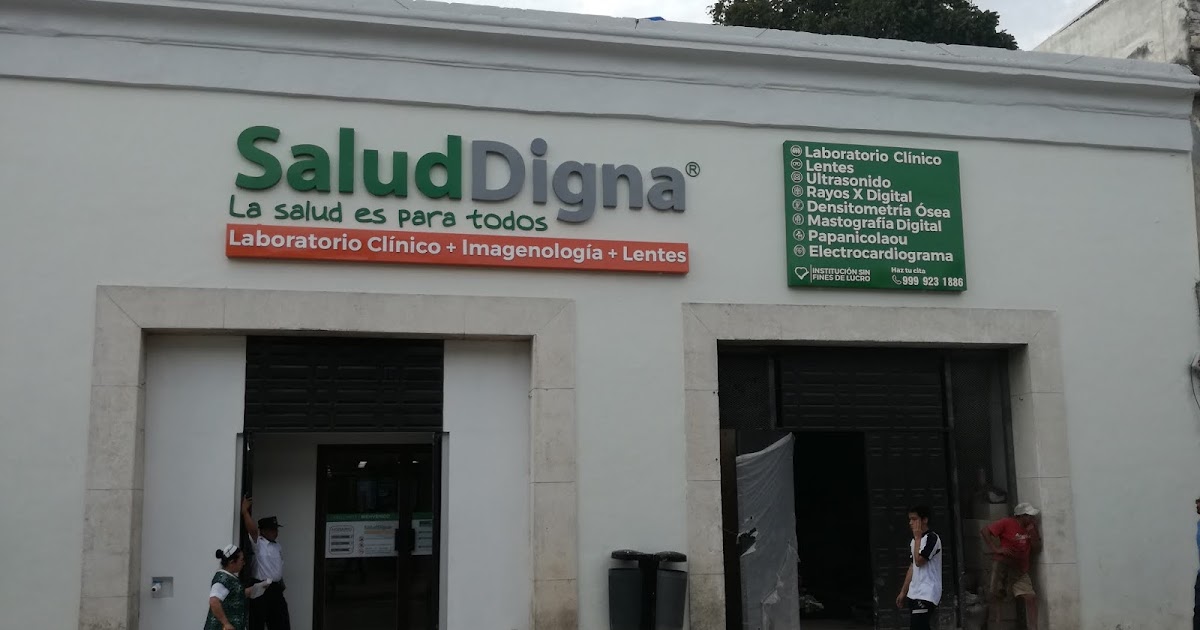 SaludDigna®
La salud es para todos
Laboratorio Clínico + Imagenología + Lentes
Laboratorio Clínico
Lentes
Ultrasonido
Rayos X Digital
Densitometría Ósea
Mastografía Digital
Papanicolaou
Electrocardiograma
INSTITUCIÓN SIN
FINES DE LUCRO
Haz tu cita
999 923 1886